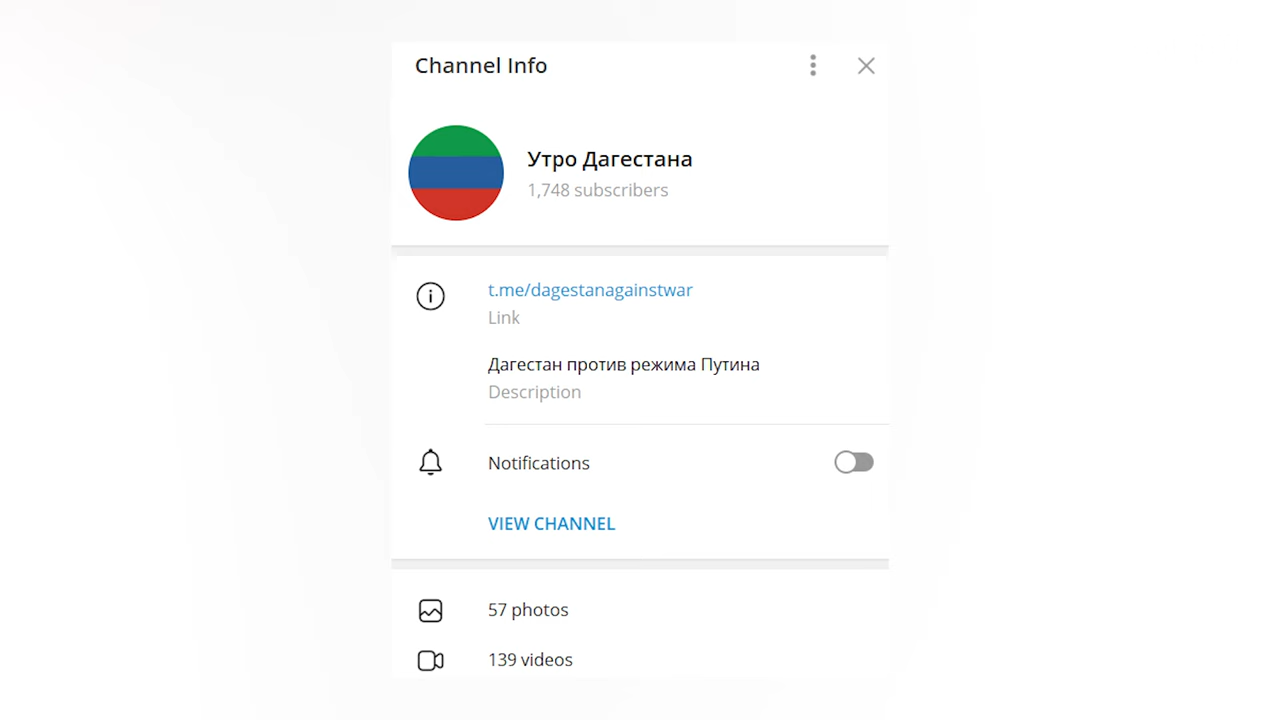 Channel Info
Утро Дагестана
1,748 subscribers
t.me/dagestanagainstwar
Link
Дагестан против режима Путина
Description
Notifications
VIEW CHANNEL
57 photos
139 videos